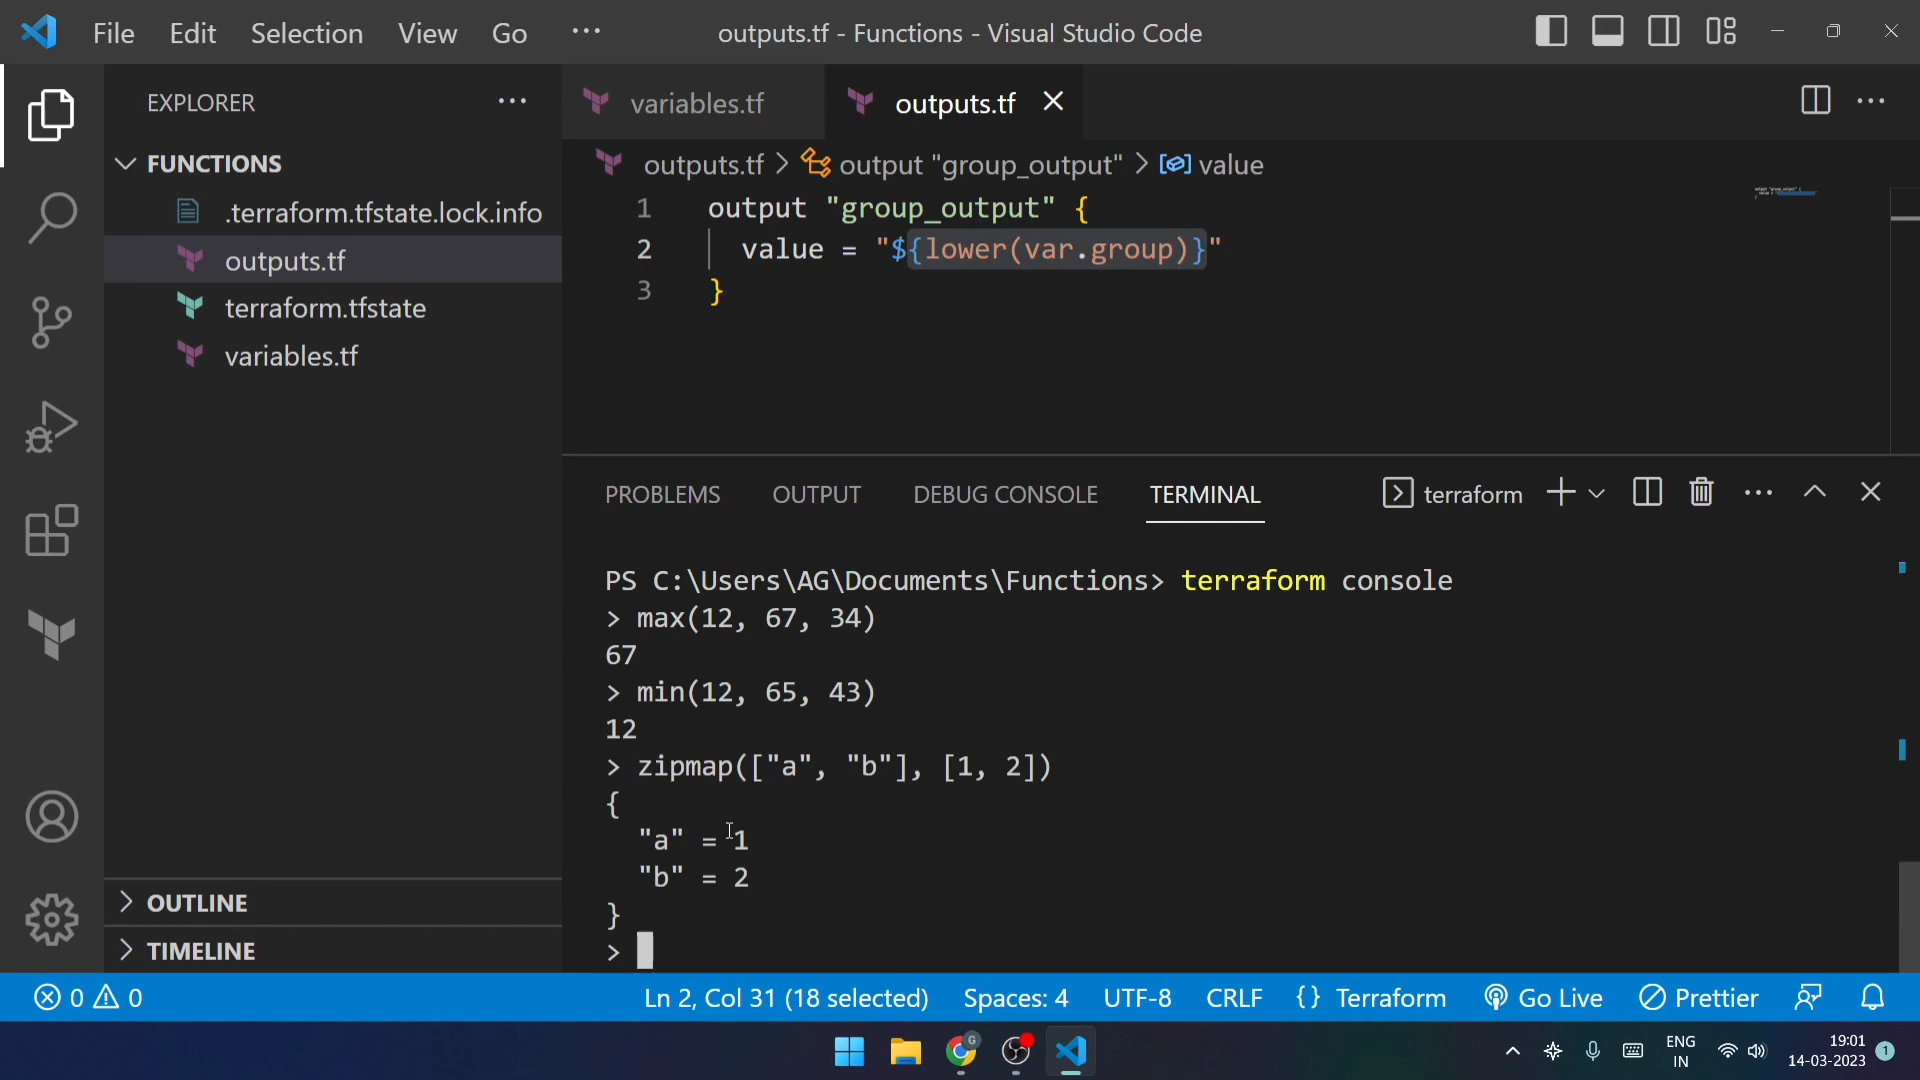 File Edit Selection View Go ··· outputs.tf - Functions - Visual Studio Code
EXPLORER ···
FUNCTIONS
.terraform.tfstate.lock.info
outputs.tf
terraform.tfstate
variables.tf
OUTLINE
TIMELINE
variables.tf outputs.tf
outputs.tf > output "group_output" > value
1 output "group_output" {
2 value = "${lower(var.group)}"
3 }
PROBLEMS OUTPUT DEBUG CONSOLE TERMINAL terraform
PS C:\Users\AG\Documents\Functions> terraform console
> max(12, 67, 34)
67
> min(12, 65, 43)
12
> zipmap(["a", "b"], [1, 2])
{
"a" = 1
"b" = 2
}
>
0 0 Ln 2, Col 31 (18 selected) Spaces: 4 UTF-8 CRLF {} Terraform Go Live Prettier
G
ENG
IN
19:01
14-03-2023
1